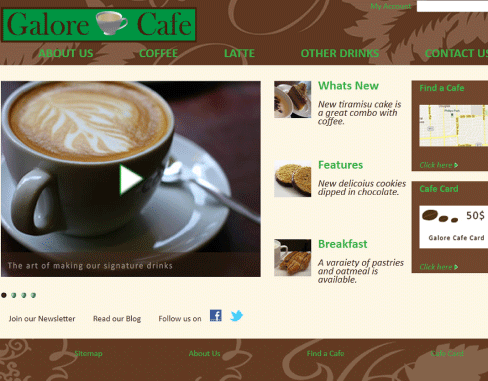 Galore Cafe
My Account
ABOUT US COFFEE LATTE OTHER DRINKS CONTACT US
Whats New
New tiramisu cake is
a great combo with
coffee.
Features
New delicoius cookies
dipped in chocolate.
Breakfast
A varaiety of pastries
and oatmeal is
available.
Find a Cafe
Click here
Cafe Card
50$
Galore Cafe Card
Click here
The art of making our signature drinks
Join our Newsletter Read our Blog Follow us on
Sitemap About Us Find a Cafe Cafe Card